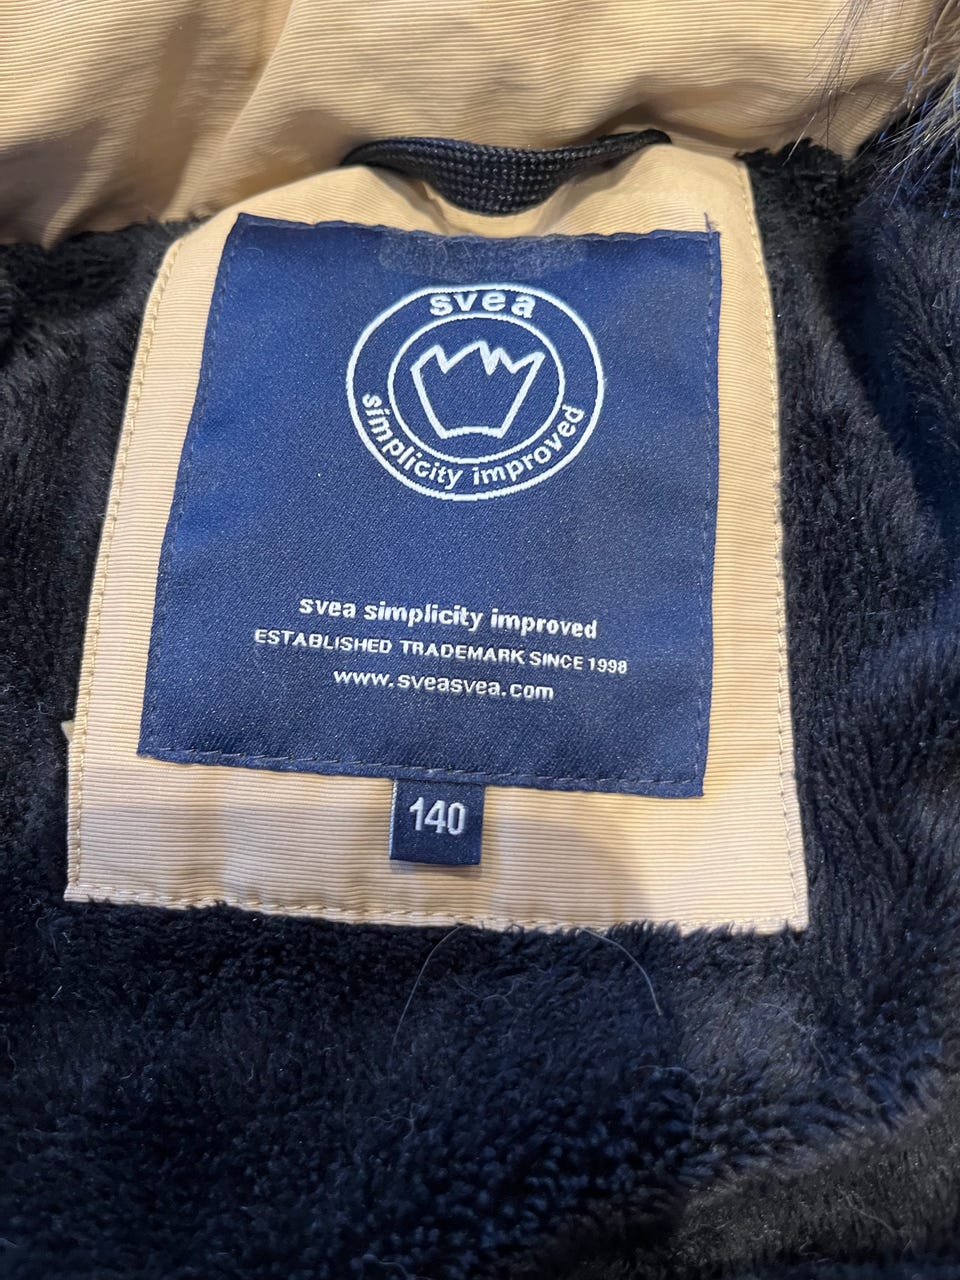 svea
simplicity improved
svea simplicity improved
ESTABLISHED TRADEMARK SINCE 1998
www.sveasvea.com
140